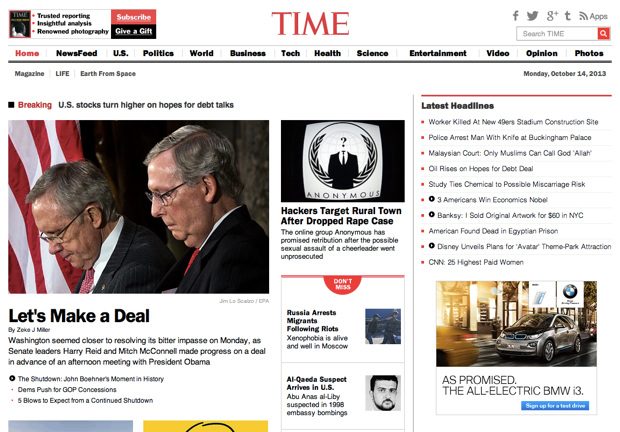 Trusted reporting
Insightful analysis
Renowned photography
Subscribe
Give a Gift
TIME
Apps
Search TIME
Home NewsFeed U.S. Politics World Business Tech Health Science Entertainment Video Opinion Photos
Magazine LIFE Earth From Space
Monday, October 14, 2013
Breaking U.S. stocks turn higher on hopes for debt talks
Jim Lo Scalzo / EPA
Let's Make a Deal
By Zeke J Miller
Washington seemed closer to resolving its bitter impasse on Monday, as
Senate leaders Harry Reid and Mitch McConnell made progress on a deal
in advance of an afternoon meeting with President Obama
The Shutdown: John Boehner's Moment in History
Dems Push for GOP Concessions
5 Blows to Expect from a Continued Shutdown
ANONYMOUS
Hackers Target Rural Town
After Dropped Rape Case
The online group Anonymous has
promised retribution after the possible
sexual assault of a cheerleader went
unprosecuted
DON'T
MISS
Russia Arrests
Migrants
Following Riots
Xenophobia is alive
and well in Moscow
Al-Qaeda Suspect
Arrives in U.S.
Abu Anas al-Liby
suspected in 1998
embassy bombings
Latest Headlines
Worker Killed At New 49ers Stadium Construction Site
Police Arrest Man With Knife at Buckingham Palace
Malaysian Court: Only Muslims Can Call God 'Allah'
Oil Rises on Hopes for Debt Deal
Study Ties Chemical to Possible Miscarriage Risk
3 Americans Win Economics Nobel
Banksy: I Sold Original Artwork for $60 in NYC
American Found Dead in Egyptian Prison
Disney Unveils Plans for 'Avatar' Theme-Park Attraction
CNN: 25 Highest Paid Women
AS PROMISED.
THE ALL-ELECTRIC BMW i3.
Sign up for a test drive